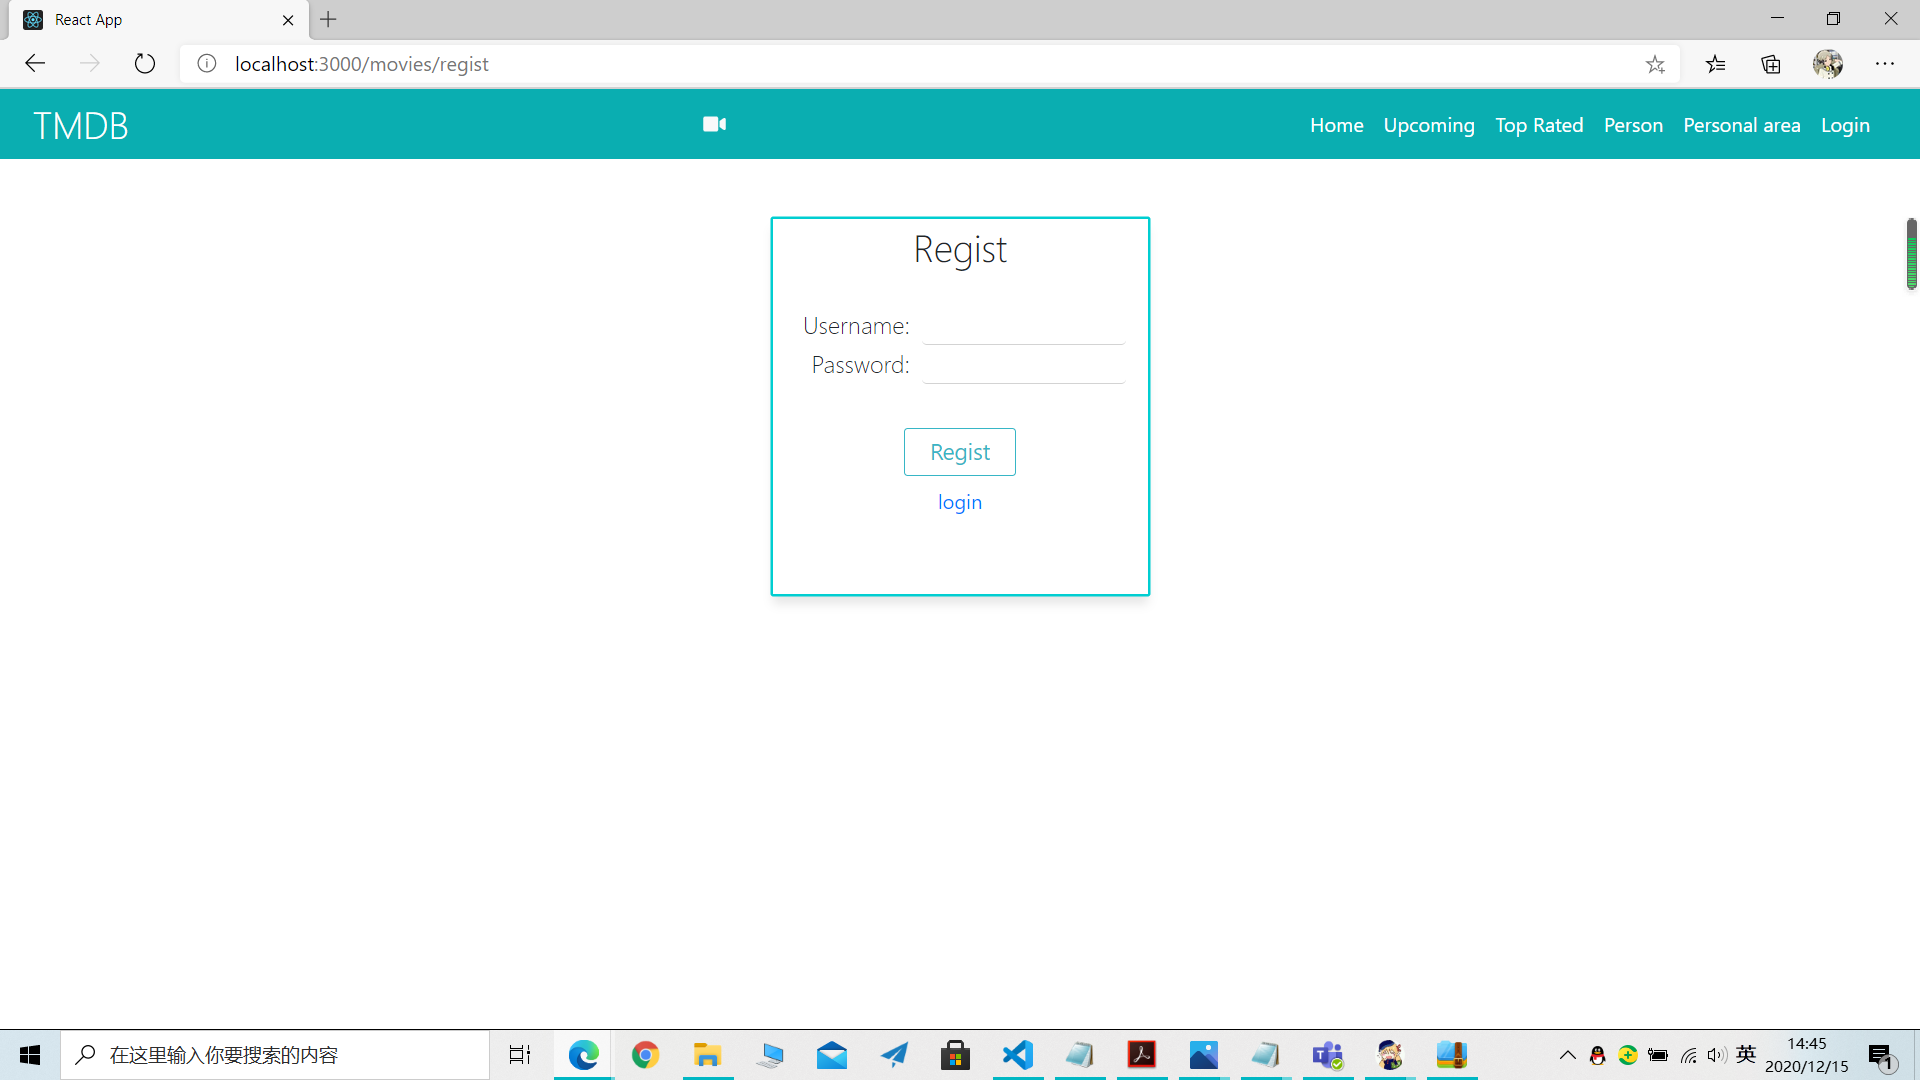 React App
localhost:3000/movies/regist
TMDB
Home Upcoming Top Rated Person Personal area Login
Regist
Username:
Password:
Regist
login
在这里输入你要搜索的内容
英
14:45
2020/12/15
1